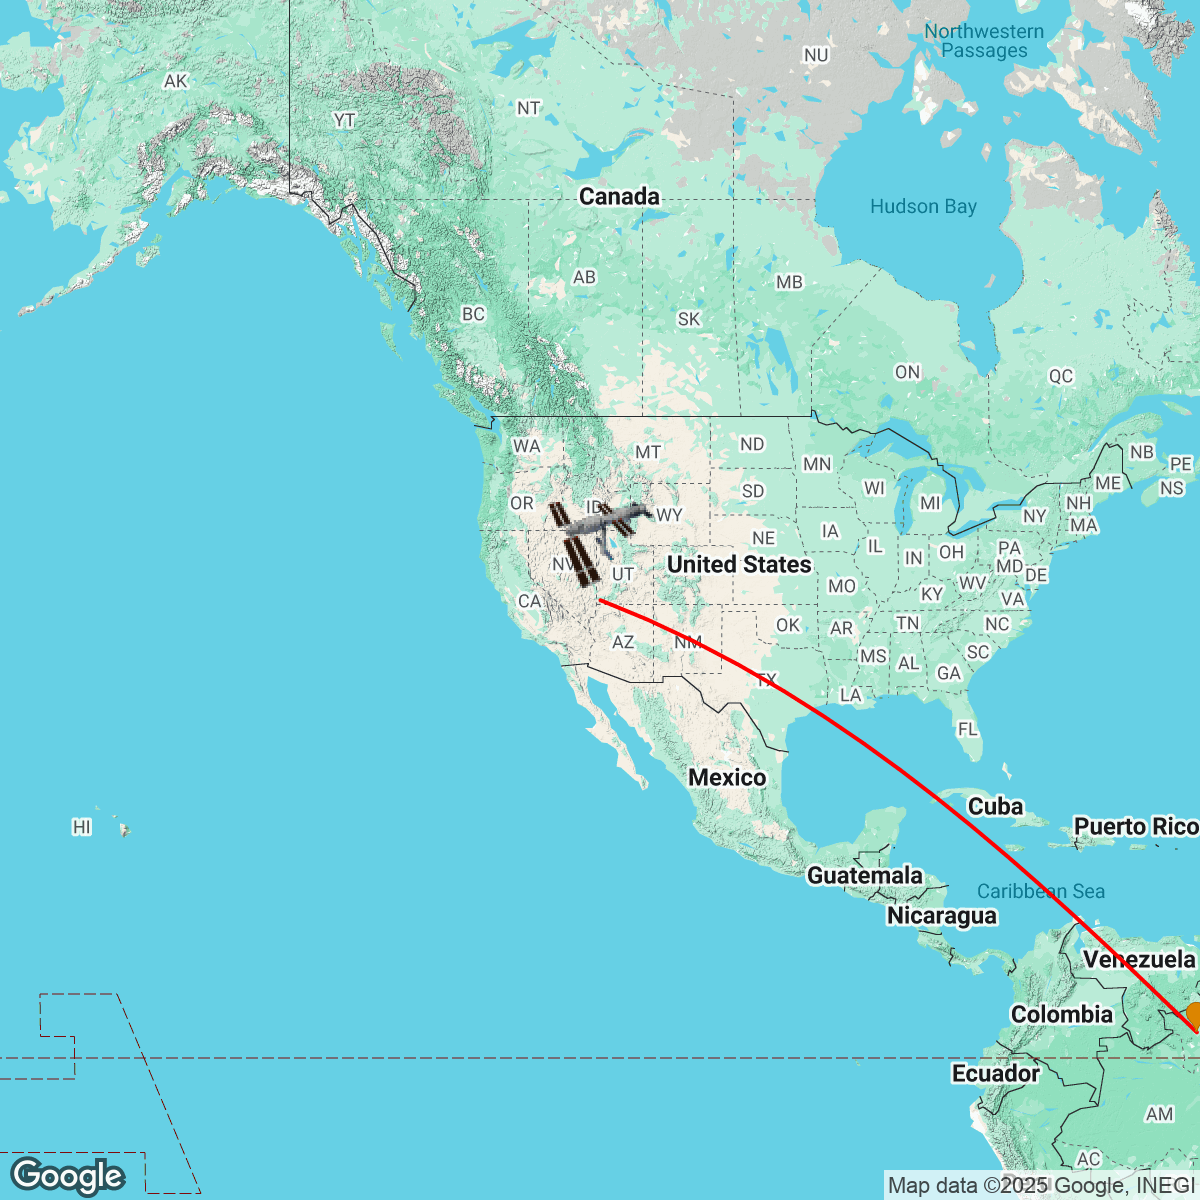 Northwestern
Passages
NU
AK
NT
YT
Canada
Hudson Bay
AB
MB
BC
SK
ON
QC
WA
ND
MT
MN
NB
PE
ME
NS
SD
WI
OR
ID
MI
NH
WY
NY
MA
IA
NE
IL
OH
PA
IN
NV
UT
United States
MD
DE
MO
WV
KY
CA
VA
OK
AR
TN
NC
AZ
NM
MS
SC
AL
GA
TX
LA
FL
Mexico
Cuba
HI
Puerto Rico
Guatemala
Caribbean Sea
Nicaragua
Venezuela
Colombia
Ecuador
AM
AC
Peru
Google
Map data ©2025 Google, INEGI